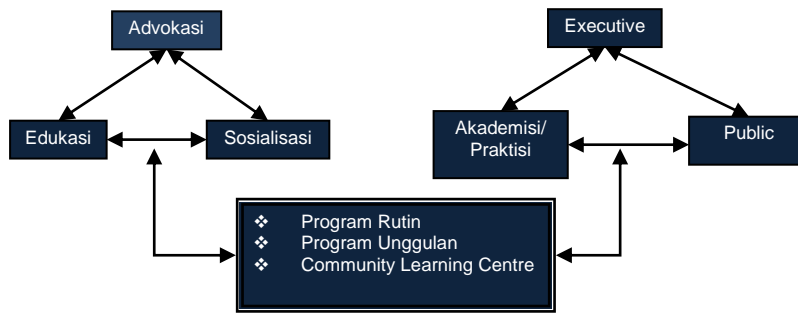 Advokasi
Executive
Edukasi
Sosialisasi
Akademisi/
Praktisi
Public
❖ Program Rutin
❖ Program Unggulan
❖ Community Learning Centre